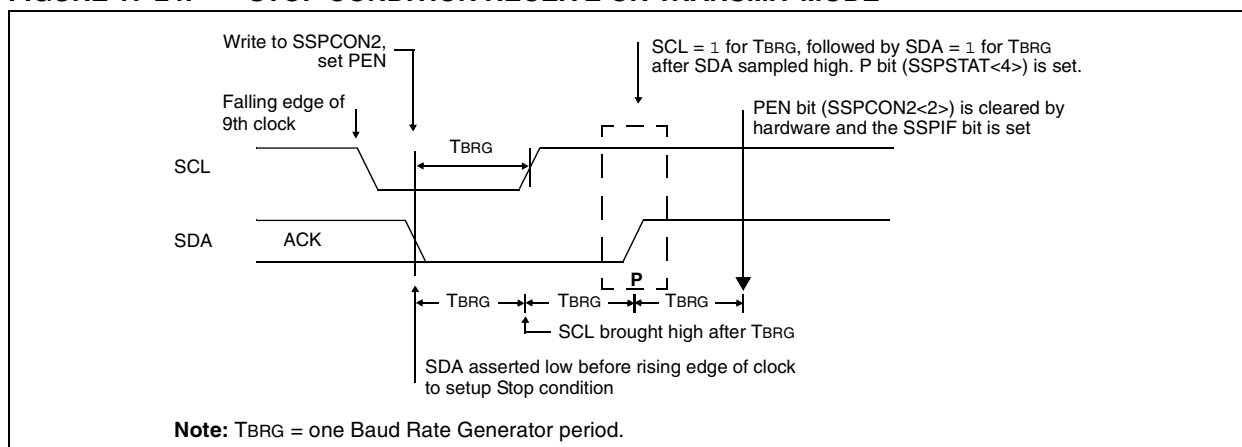 Write to SSPCON2,
set PEN
SCL = 1 for TBRG, followed by SDA = 1 for TBRG
after SDA sampled high. P bit (SSPSTAT<4>) is set.
Falling edge of
9th clock
PEN bit (SSPCON2<2>) is cleared by
hardware and the SSPIF bit is set
TBRG
SCL
SDA
ACK
P
TBRG
TBRG
TBRG
SCL brought high after TBRG
SDA asserted low before rising edge of clock
to setup Stop condition
Note: TBRG = one Baud Rate Generator period.